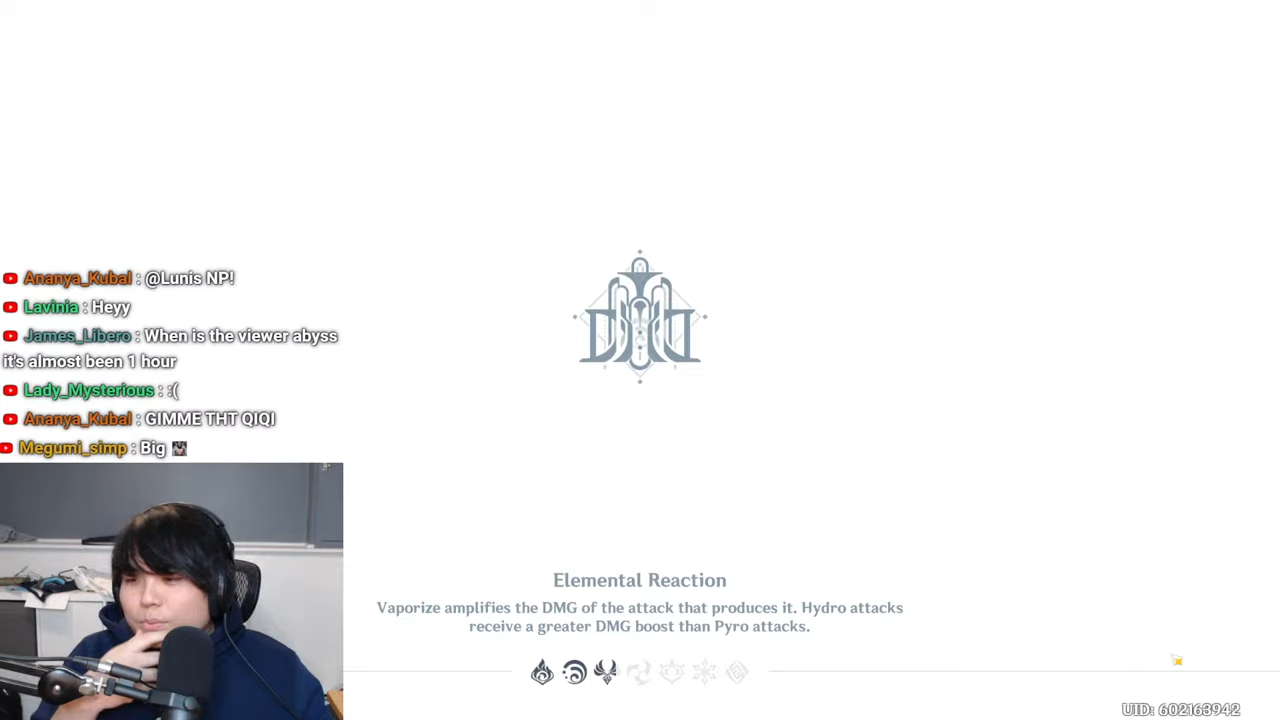 Ananya_Kubal : @Lunis NP!
Lavinia : Heyy
James_Libero : When is the viewer abyss
it's almost been 1 hour
Lady_Mysterious : :(
Ananya_Kubal : GIMME THT QIQI
Megumi_simp : Big
Elemental Reaction
Vaporize amplifies the DMG of the attack that produces it. Hydro attacks
receive a greater DMG boost than Pyro attacks.
UID: 602163942